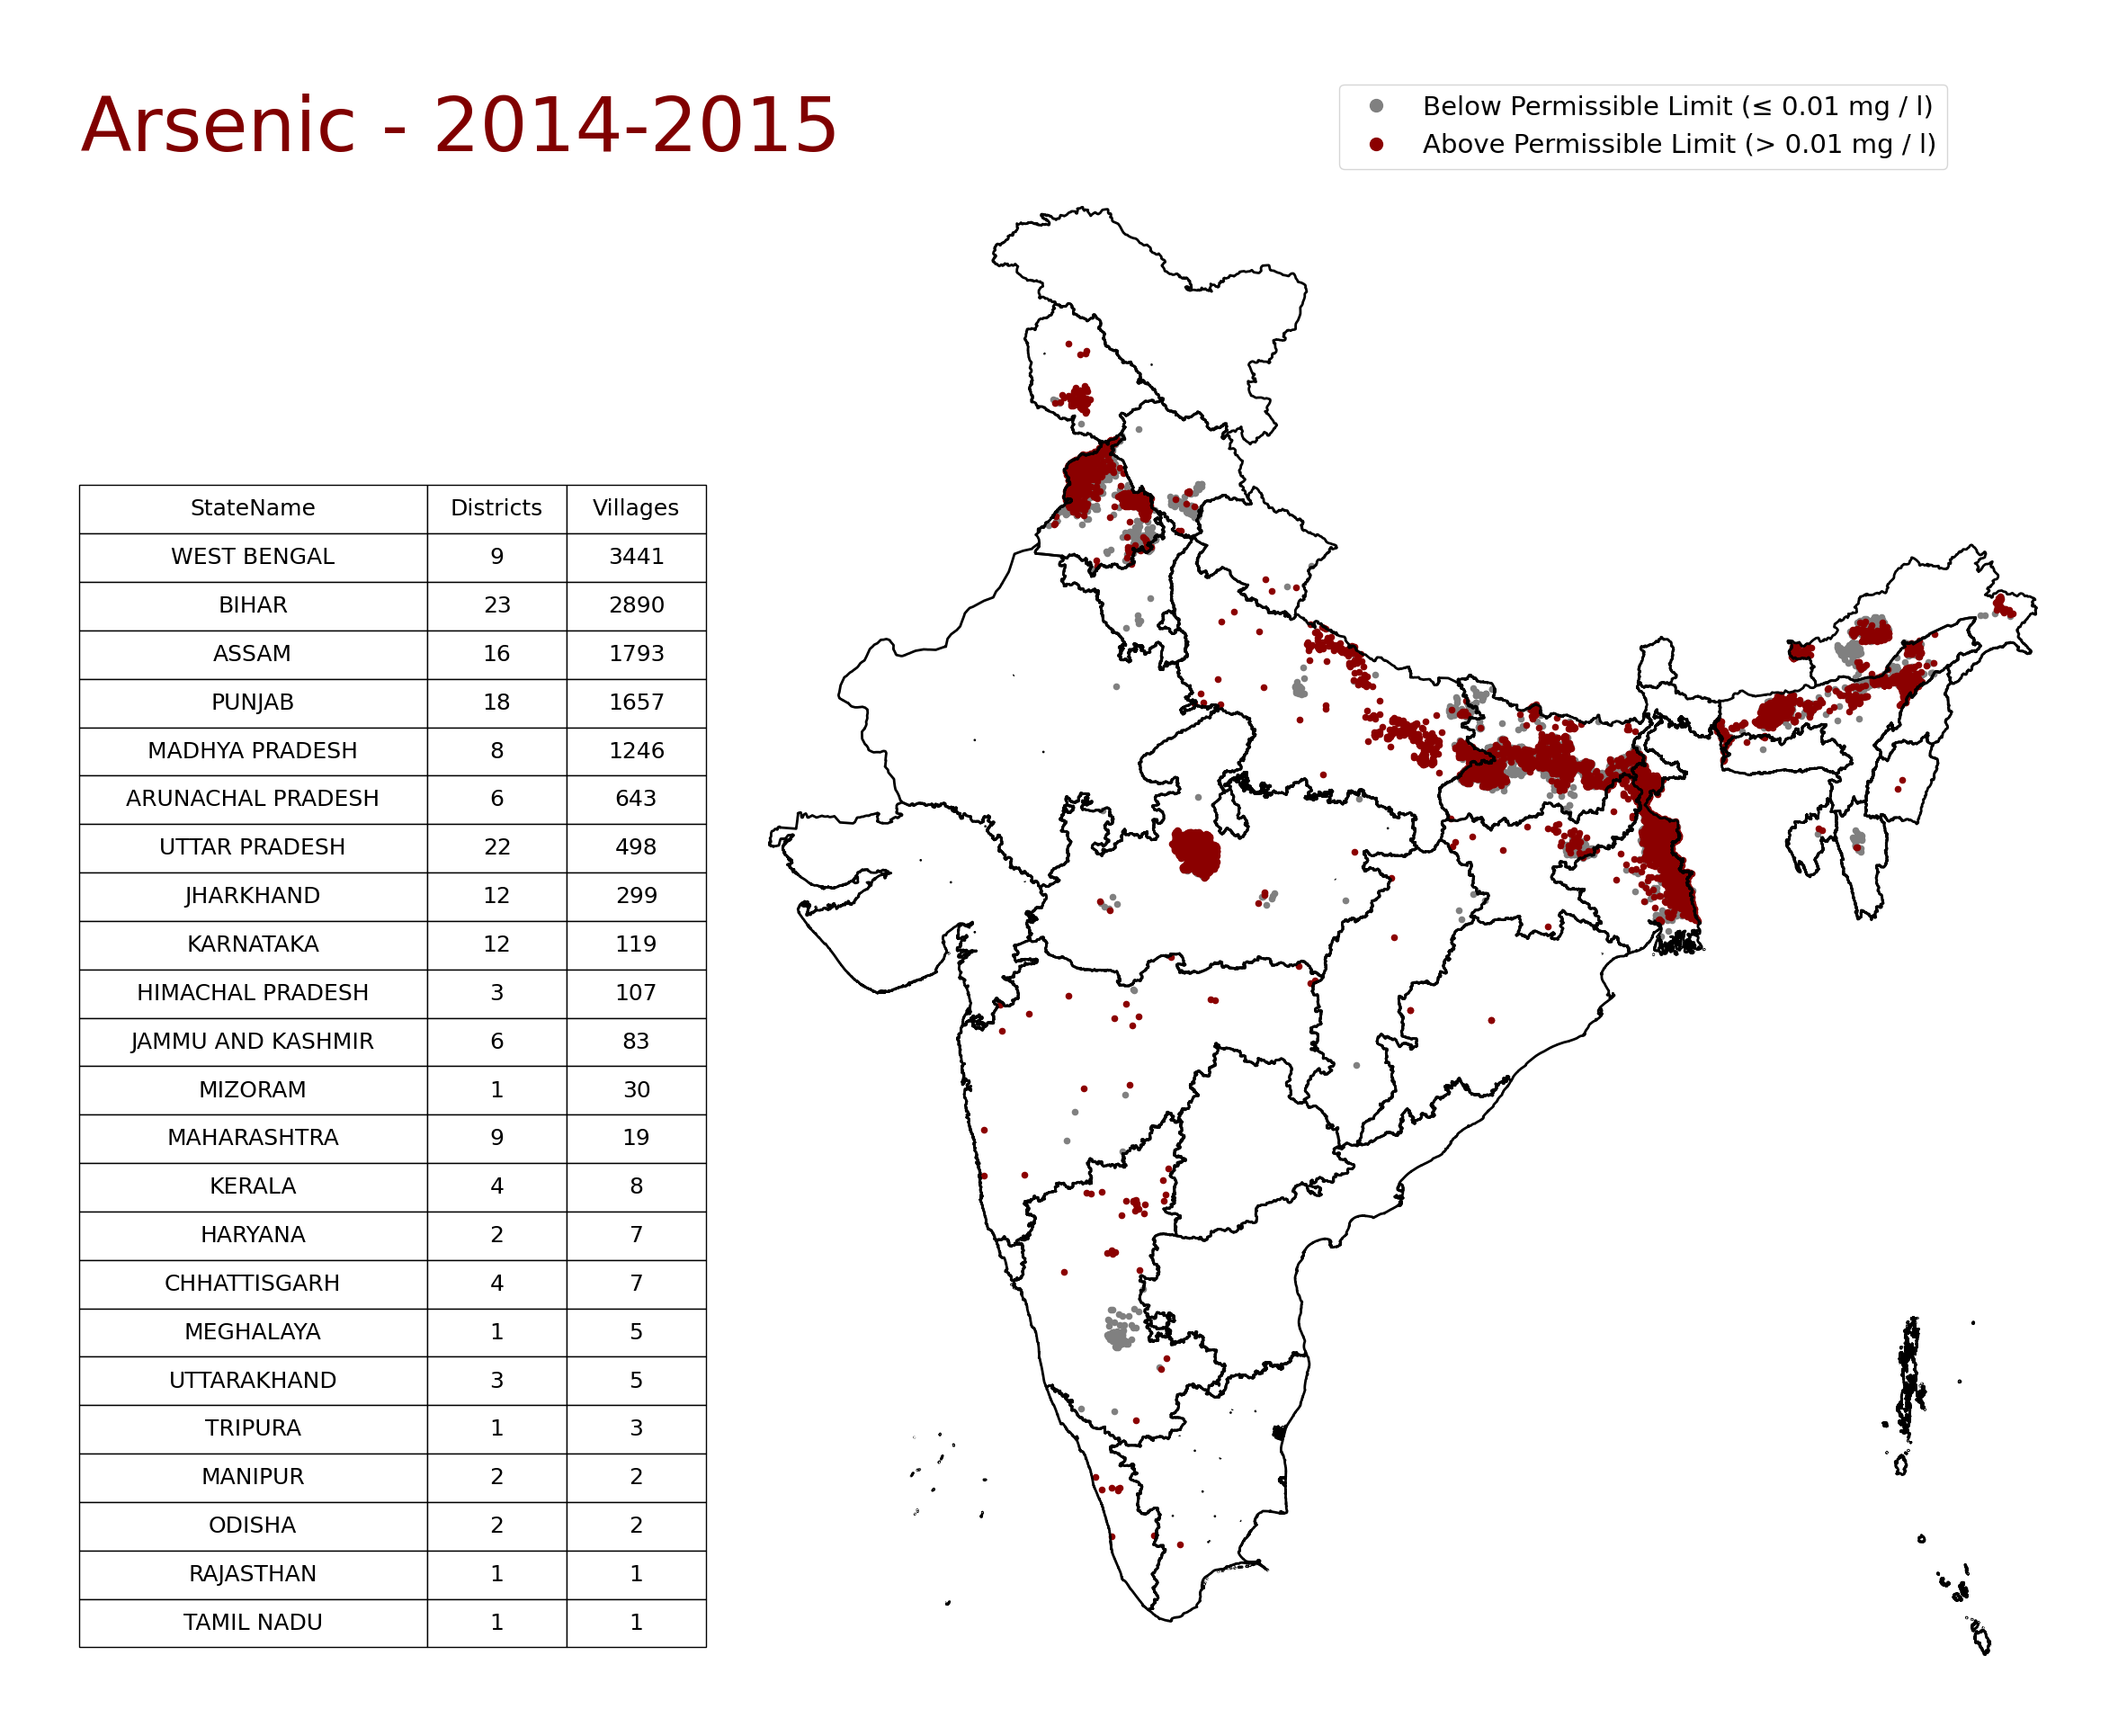 Arsenic - 2014-2015
Below Permissible Limit (≤ 0.01 mg / l)
Above Permissible Limit (> 0.01 mg / l)
StateName Districts Villages
WEST BENGAL 9 3441
BIHAR 23 2890
ASSAM 16 1793
PUNJAB 18 1657
MADHYA PRADESH 8 1246
ARUNACHAL PRADESH 6 643
UTTAR PRADESH 22 498
JHARKHAND 12 299
KARNATAKA 12 119
HIMACHAL PRADESH 3 107
JAMMU AND KASHMIR 6 83
MIZORAM 1 30
MAHARASHTRA 9 19
KERALA 4 8
HARYANA 2 7
CHHATTISGARH 4 7
MEGHALAYA 1 5
UTTARAKHAND 3 5
TRIPURA 1 3
MANIPUR 2 2
ODISHA 2 2
RAJASTHAN 1 1
TAMIL NADU 1 1